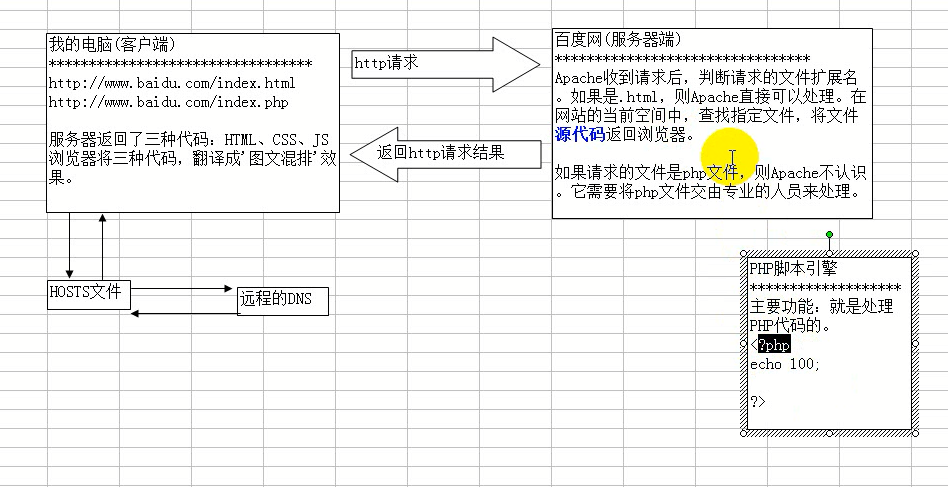 我的电脑(客户端)
*********************************
http://www.baidu.com/index.html
http://www.baidu.com/index.php
服务器返回了三种代码：HTML、CSS、JS
浏览器将三种代码，翻译成'图文混排'效
果。
http请求
返回http请求结果
百度网(服务器端)
********************************
Apache收到请求后，判断请求的文件扩展名
。如果是.html，则Apache直接可以处理。在
网站的当前空间中，查找指定文件，将文件
源代码返回浏览器。
如果请求的文件是php文件，则Apache不认识
。它需要将php文件交由专业的人员来处理。
HOSTS文件
远程的DNS
PHP脚本引擎
*******************
主要功能：就是处理
PHP代码的。
<?php
echo 100;
?>